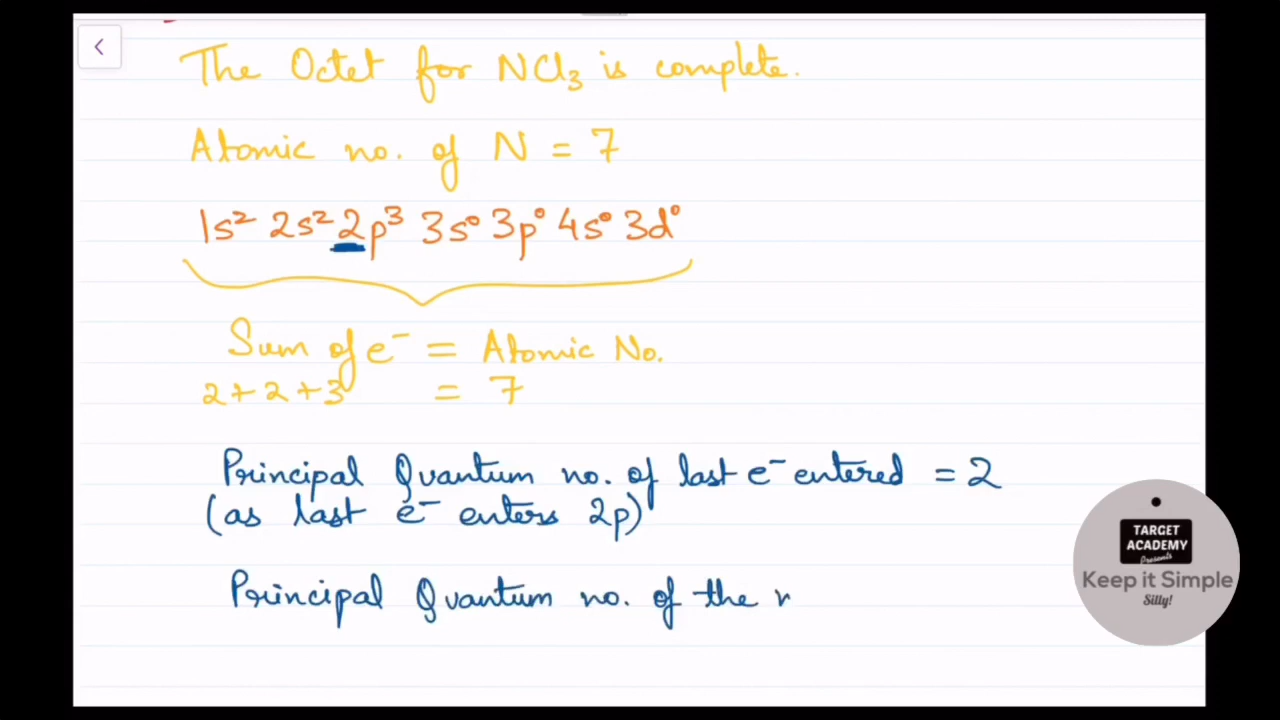 The Octet for NCl₃ is complete.
Atomic no. of N = 7
1s² 2s² 2p³ 3s⁰ 3p⁰ 4s⁰ 3d⁰
Sum of e⁻ = Atomic No.
2+2+3 = 7
Principal Quantum no. of last e⁻ entered = 2
(as last e⁻ enters 2p)
Principal Quantum no. of the
TARGET
ACADEMY
Presents
Keep it Simple
Silly!